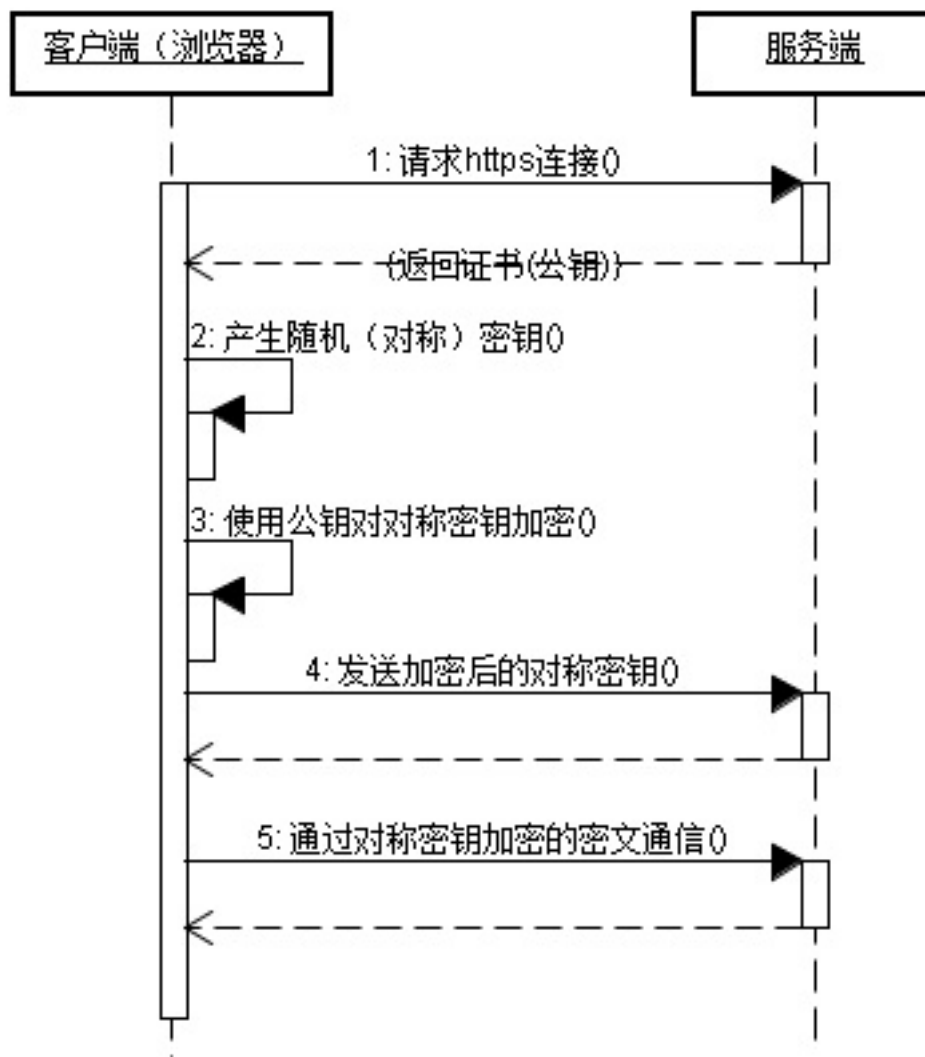 客户端（浏览器）
服务端
1: 请求https连接()
(返回证书(公钥))
2: 产生随机（对称）密钥()
3: 使用公钥对对称密钥加密()
4: 发送加密后的对称密钥()
5: 通过对称密钥加密的密文通信()